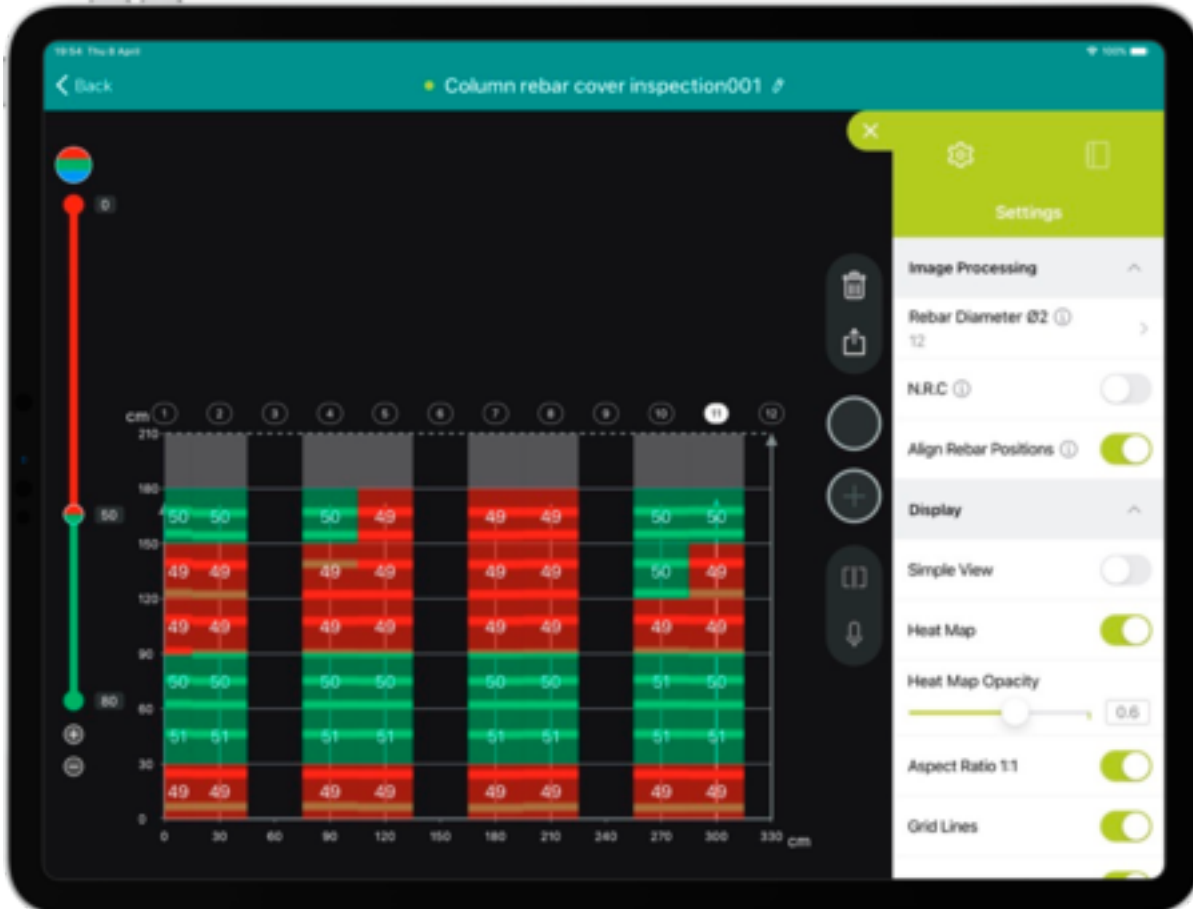 19:54 Thu 8 April
100%
Back
Column rebar cover inspection001
Settings
0
50
80
Image Processing
Rebar Diameter Ø2
12
N.R.C
Align Rebar Positions
Display
Simple View
Heat Map
Heat Map Opacity
0.6
Aspect Ratio 1:1
Grid Lines
cm 1 2 3 4 5 6 7 8 9 10 11 12
210
180
50 50 50 49 49 49 50 50
150
49 49 49 49 49 49 50 49
120
49 49 49 49 49 49 49 49
90
50 50 50 50 50 50 51 50
60
51 51 51 51 51 51 51 51
30
49 49 49 49 49 49 49 49
0
0 30 60 90 120 150 180 210 240 270 300 330 cm